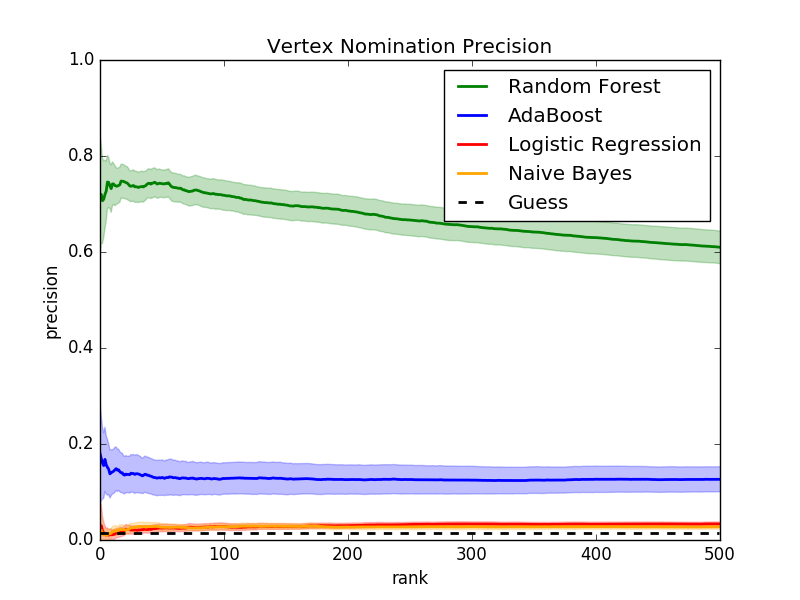 Vertex Nomination Precision
1.0
0.8
0.6
0.4
0.2
0.0
precision
Random Forest
AdaBoost
Logistic Regression
Naive Bayes
Guess
0
100
200
300
400
500
rank